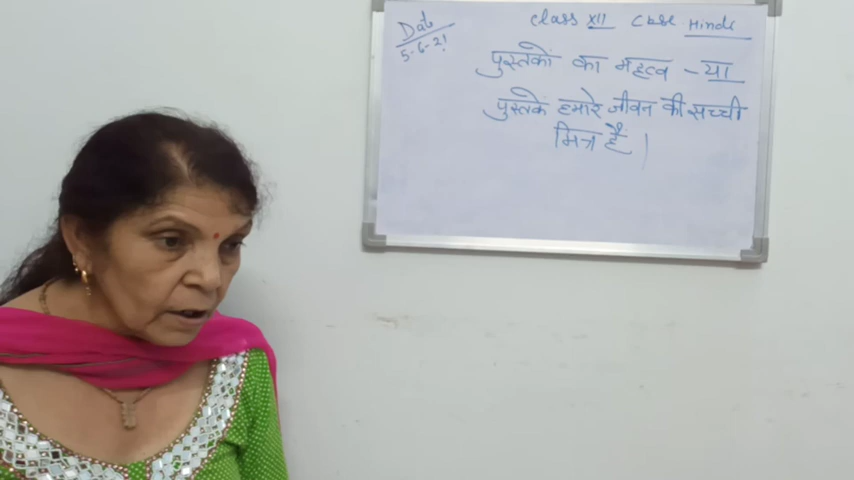 Date
5-6-21
Class XII CBSE Hindi
पुस्तकों का महत्व - या
पुस्तकें हमारे जीवन की सच्ची
मित्र हैं।